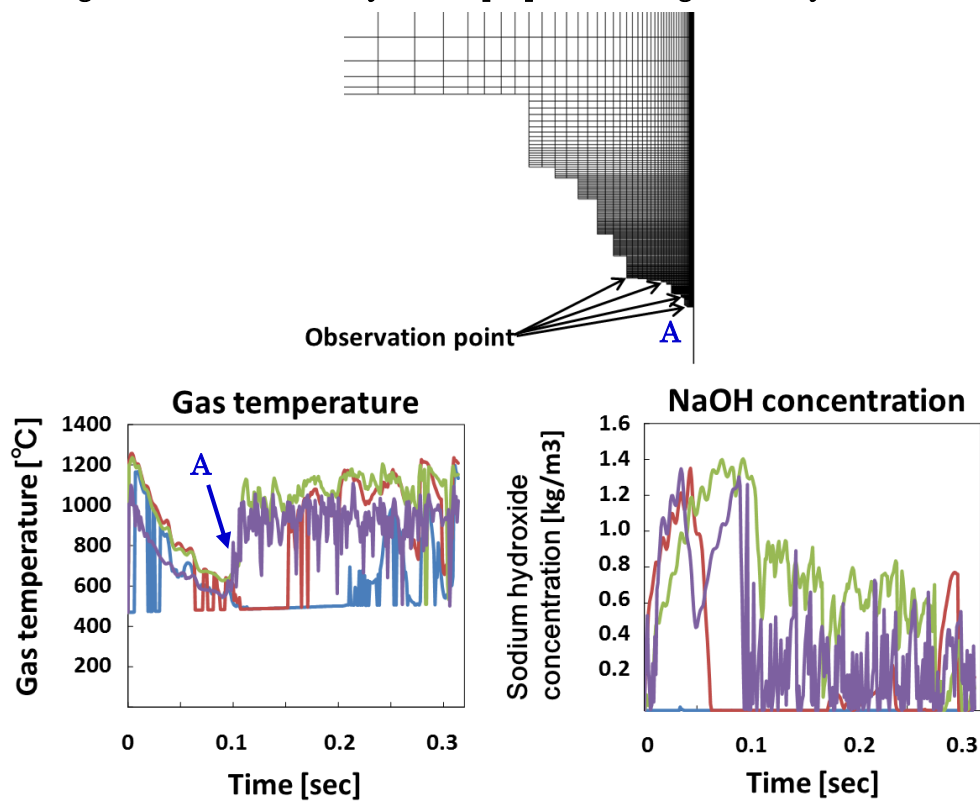 Observation point
A
Gas temperature
NaOH concentration
Gas temperature [℃]
1400
1200
1000
800
600
400
200
A
0
0.1
0.2
0.3
Time [sec]
Sodium hydroxide
concentration [kg/m3]
1.6
1.4
1.2
1.0
0.8
0.6
0.4
0.2
0
0.1
0.2
0.3
Time [sec]